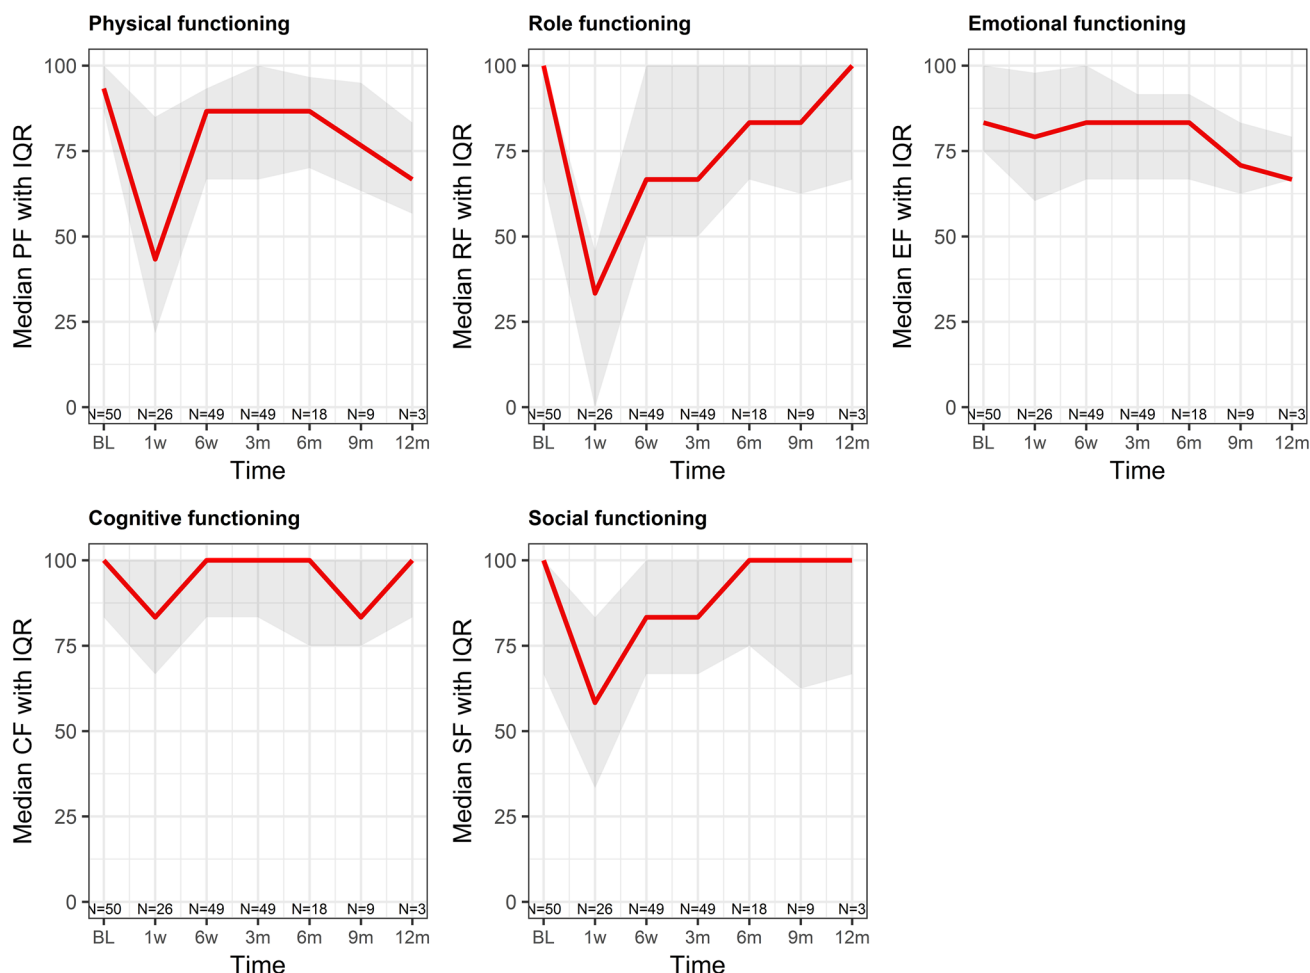 Physical functioning
Median PF with IQR
100
75
50
25
0
N=50 N=26 N=49 N=49 N=18 N=9 N=3
BL 1w 6w 3m 6m 9m 12m
Time
Role functioning
Median RF with IQR
100
75
50
25
0
N=50 N=26 N=49 N=49 N=18 N=9 N=3
BL 1w 6w 3m 6m 9m 12m
Time
Emotional functioning
Median EF with IQR
100
75
50
25
0
N=50 N=26 N=49 N=49 N=18 N=9 N=3
BL 1w 6w 3m 6m 9m 12m
Time
Cognitive functioning
Median CF with IQR
100
75
50
25
0
N=50 N=26 N=49 N=49 N=18 N=9 N=3
BL 1w 6w 3m 6m 9m 12m
Time
Social functioning
Median SF with IQR
100
75
50
25
0
N=50 N=26 N=49 N=49 N=18 N=9 N=3
BL 1w 6w 3m 6m 9m 12m
Time